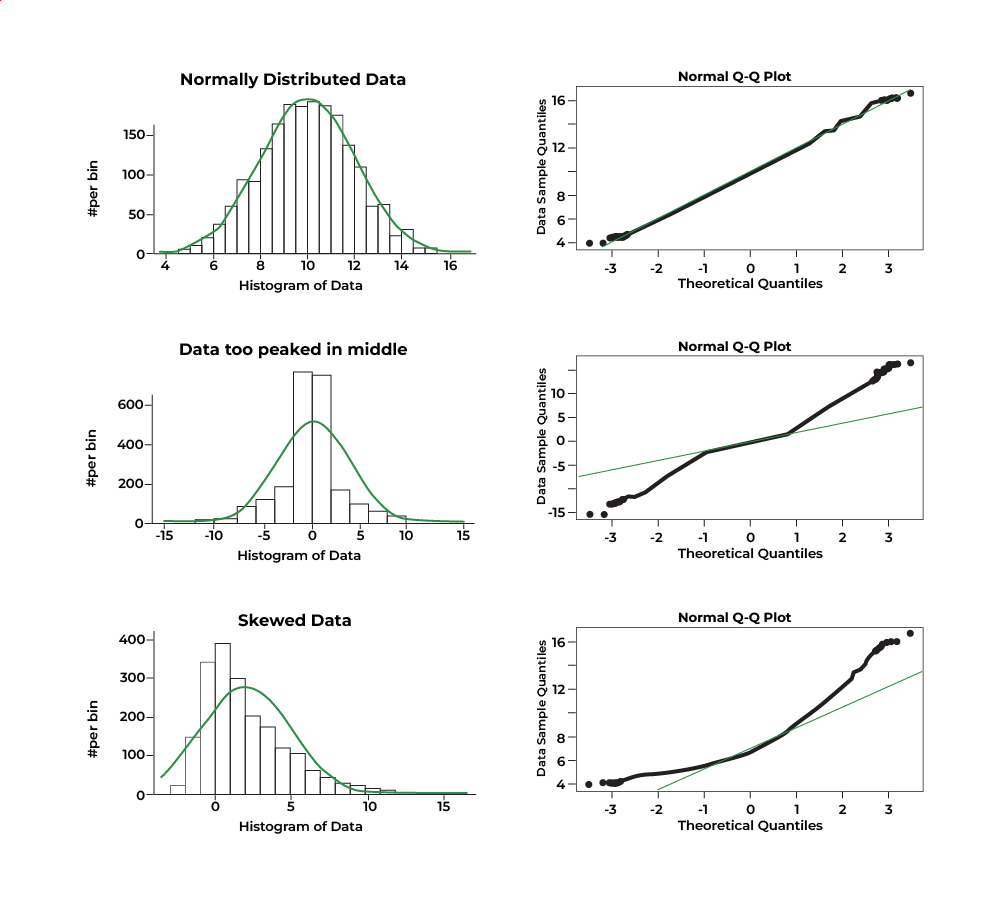 Normally Distributed Data
#per bin
150
100
50
0
4 6 8 10 12 14 16
Histogram of Data
Normal Q-Q Plot
Data Sample Quantiles
16
12
8
6
4
-3 -2 -1 0 1 2 3
Theoretical Quantiles
Data too peaked in middle
#per bin
600
400
200
0
-15 -10 -5 0 5 10 15
Histogram of Data
Normal Q-Q Plot
Data Sample Quantiles
10
5
0
-5
-15
-3 -2 -1 0 1 2 3
Theoretical Quantiles
Skewed Data
#per bin
400
300
200
100
0
0 5 10 15
Histogram of Data
Normal Q-Q Plot
Data Sample Quantiles
16
12
8
6
4
-3 -2 -1 0 1 2 3
Theoretical Quantiles